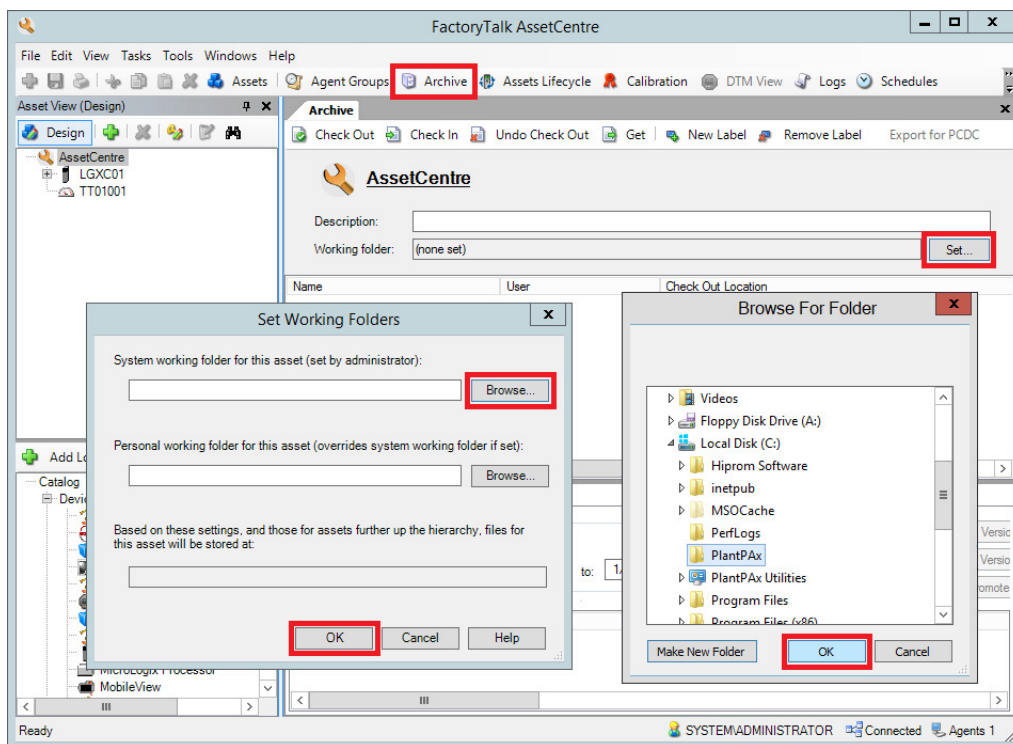 FactoryTalk AssetCentre
File Edit View Tasks Tools Windows Help
Assets Agent Groups Archive Assets Lifecycle Calibration DTM View Logs Schedules
Asset View (Design)
Design
AssetCentre
LGXC01
TT01001
Archive
Check Out Check In Undo Check Out Get New Label Remove Label Export for PCDC
AssetCentre
Description:
Working folder: (none set) Set...
Name User Check Out Location
Set Working Folders
System working folder for this asset (set by administrator):
Browse...
Personal working folder for this asset (overrides system working folder if set):
Browse...
Based on these settings, and those for assets further up the hierarchy, files for
this asset will be stored at:
OK Cancel Help
Browse For Folder
Videos
Floppy Disk Drive (A:)
Local Disk (C:)
Hiprom Software
inetpub
MSOCache
PerfLogs
PlantPAx
PlantPAx Utilities
Program Files
Program Files (x86)
Make New Folder OK Cancel
Add
Catalog
to:
MicroLogix Processor
MobileView
Ready SYSTEM\ADMINISTRATOR Connected Agents 1